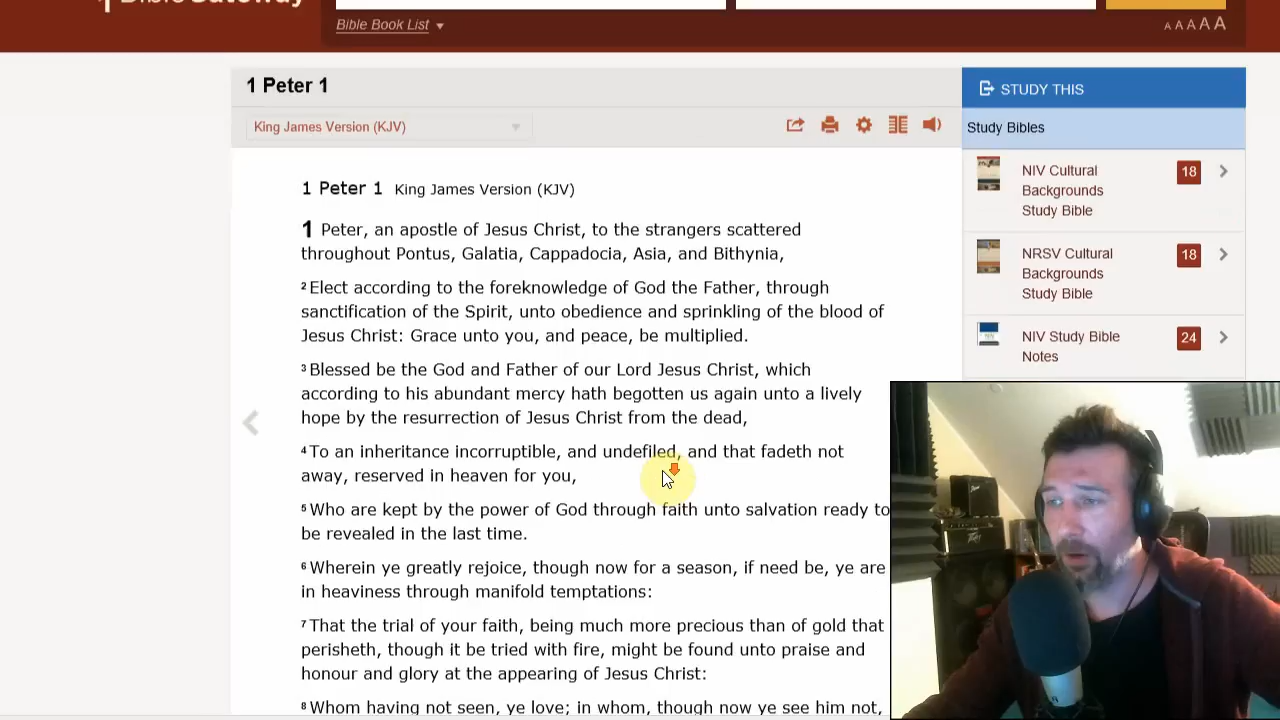 Bible Gateway
Bible Book List
A A A A A
1 Peter 1
STUDY THIS
King James Version (KJV)
Study Bibles
1 Peter 1 King James Version (KJV)
1 Peter, an apostle of Jesus Christ, to the strangers scattered
throughout Pontus, Galatia, Cappadocia, Asia, and Bithynia,
2 Elect according to the foreknowledge of God the Father, through
sanctification of the Spirit, unto obedience and sprinkling of the blood of
Jesus Christ: Grace unto you, and peace, be multiplied.
3 Blessed be the God and Father of our Lord Jesus Christ, which
according to his abundant mercy hath begotten us again unto a lively
hope by the resurrection of Jesus Christ from the dead,
4 To an inheritance incorruptible, and undefiled, and that fadeth not
away, reserved in heaven for you,
5 Who are kept by the power of God through faith unto salvation ready to
be revealed in the last time.
6 Wherein ye greatly rejoice, though now for a season, if need be, ye are
in heaviness through manifold temptations:
7 That the trial of your faith, being much more precious than of gold that
perisheth, though it be tried with fire, might be found unto praise and
honour and glory at the appearing of Jesus Christ:
8 Whom having not seen, ye love; in whom, though now ye see him not,
NIV Cultural
Backgrounds
Study Bible
18
NRSV Cultural
Backgrounds
Study Bible
18
NIV Study Bible
Notes
24
PEAVEY